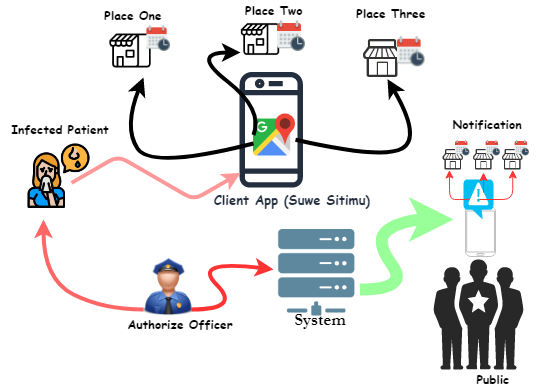 Place One
Place Two
Place Three
Infected Patient
G
Notification
Client App (Suwe Sitimu)
System
Authorize Officer
Public